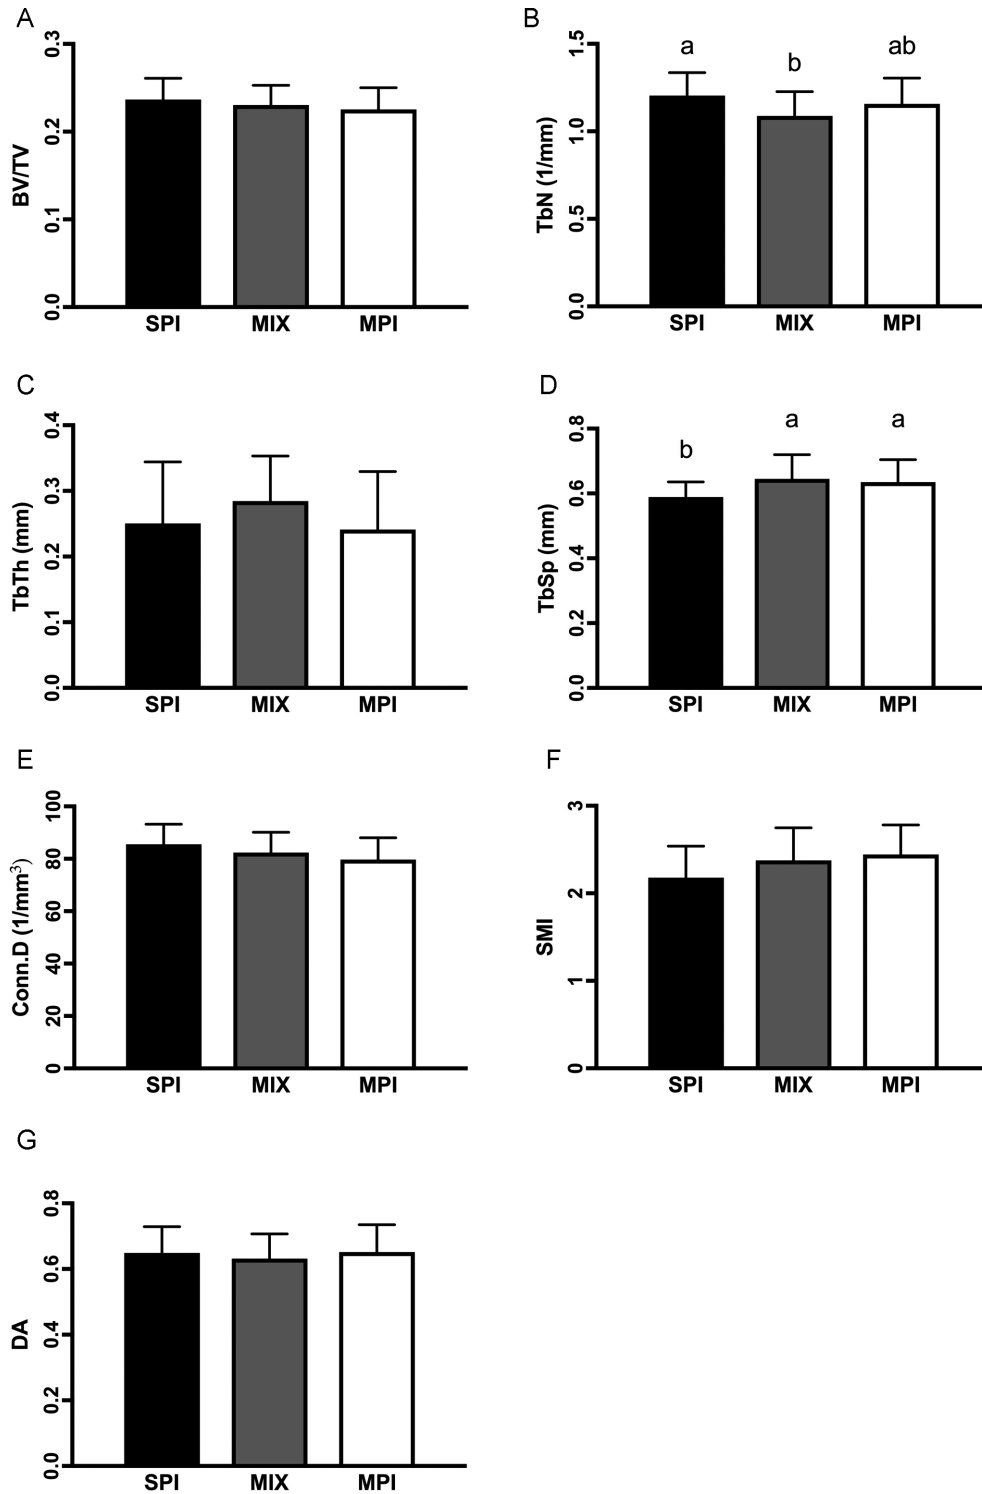 A
BV/TV
0.3
0.2
0.1
0.0
SPI MIX MPI
B
TbN (1/mm)
1.5
1.0
0.5
0.0
a b ab
SPI MIX MPI
C
TbTh (mm)
0.4
0.3
0.2
0.1
0.0
SPI MIX MPI
D
TbSp (mm)
0.8
0.6
0.4
0.2
0.0
b a a
SPI MIX MPI
E
Conn.D (1/mm³)
100
80
60
40
20
0
SPI MIX MPI
F
SMI
3
2
1
0
SPI MIX MPI
G
DA
0.8
0.6
0.4
0.2
0.0
SPI MIX MPI